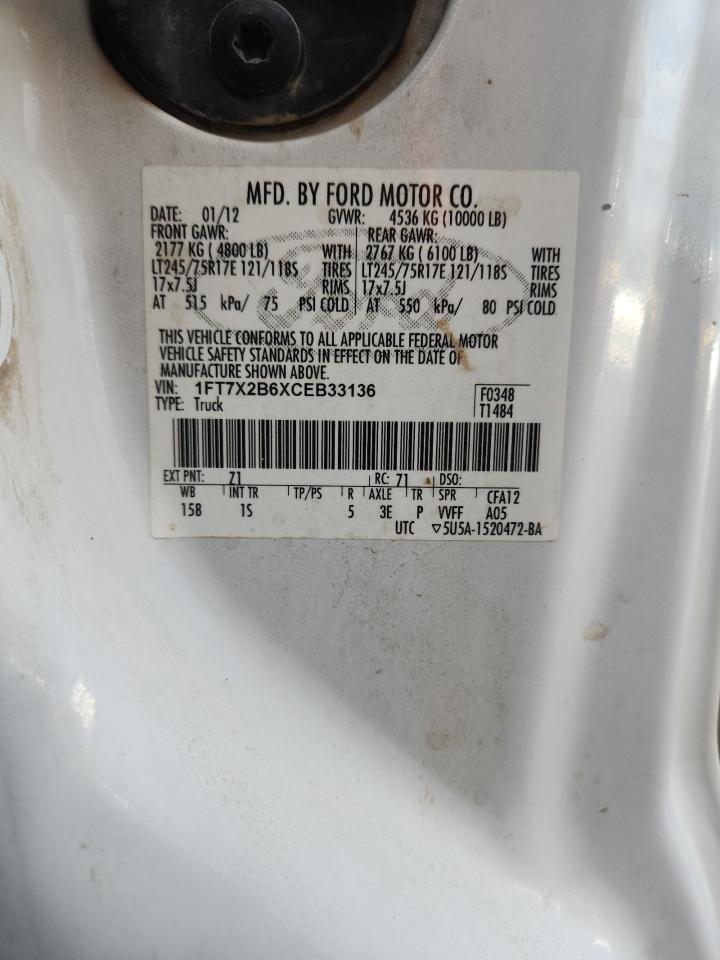 MFD. BY FORD MOTOR CO.
DATE: 01/12 GVWR: 4536 KG (10000 LB)
FRONT GAWR: REAR GAWR:
2177 KG ( 4800 LB) WITH 2767 KG ( 6100 LB) WITH
LT245/75R17E 121/118S TIRES LT245/75R17E 121/118S TIRES
17x7.5J RIMS 17x7.5J RIMS
AT 515 kPa/ 75 PSI COLD AT 550 kPa/ 80 PSI COLD
THIS VEHICLE CONFORMS TO ALL APPLICABLE FEDERAL MOTOR
VEHICLE SAFETY STANDARDS IN EFFECT ON THE DATE OF
MANUFACTURE SHOWN ABOVE.
VIN: 1FT7X2B6XCEB33136 F0348
TYPE: Truck T1484
EXT PNT: Z1 RC: 71 DSO:
WB INT TR TP/PS R AXLE TR SPR CFA12
158 1S 5 3E P VVFF A05
UTC ▽5U5A-1520472-BA
Ford